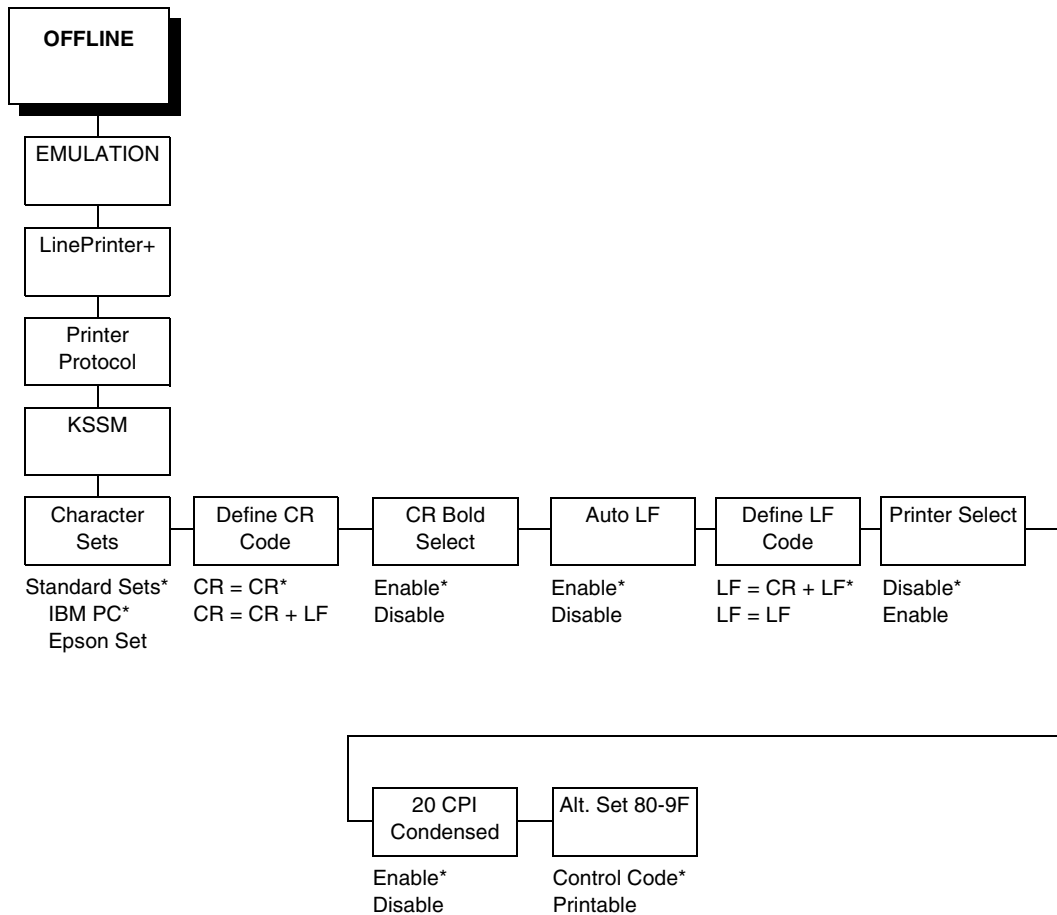 OFFLINE
EMULATION
LinePrinter+
Printer
Protocol
KSSM
Character
Sets
Standard Sets*
IBM PC*
Epson Set
Define CR
Code
CR = CR*
CR = CR + LF
CR Bold
Select
Enable*
Disable
Auto LF
Enable*
Disable
Define LF
Code
LF = CR + LF*
LF = LF
Printer Select
Disable*
Enable
20 CPI
Condensed
Enable*
Disable
Alt. Set 80-9F
Control Code*
Printable